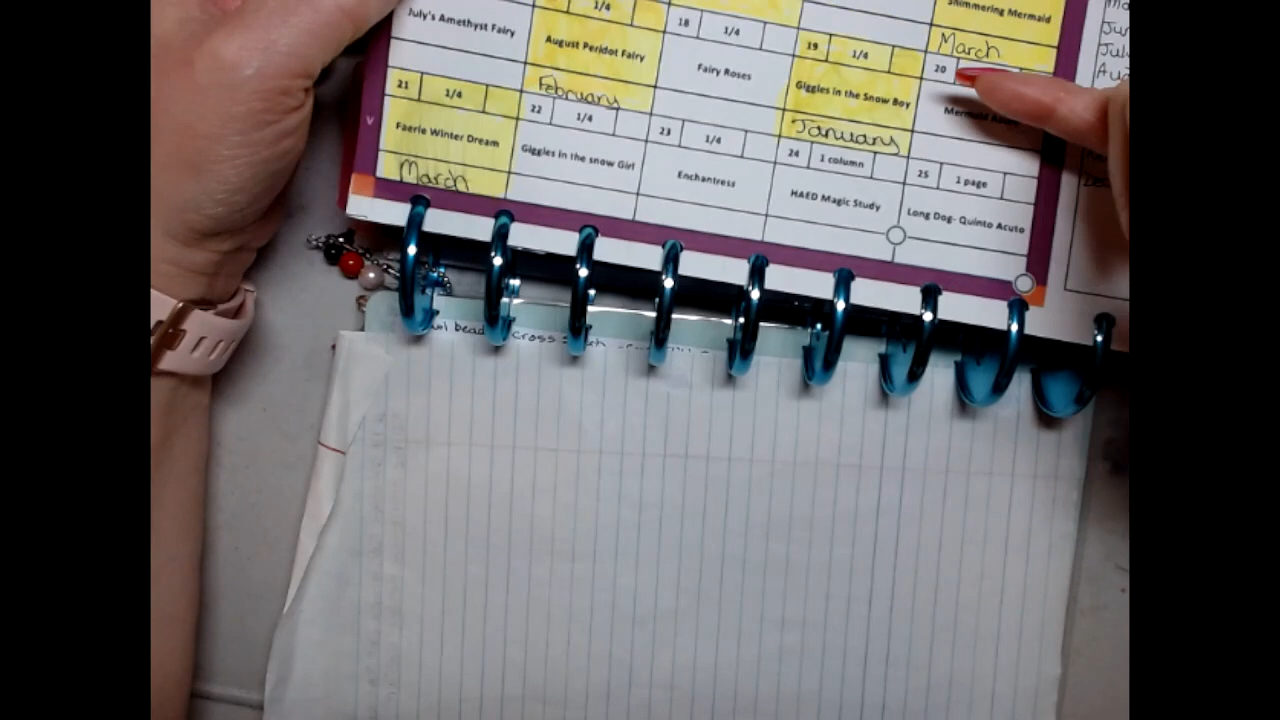 Shimmering Mermaid
March
July's Amethyst Fairy
1/4
August Peridot Fairy
February
18 1/4
Fairy Roses
19 1/4
Giggles in the Snow Boy
January
20
21 1/4
Faerie Winter Dream
March
22 1/4
Giggles in the snow Girl
23 1/4
Enchantress
24 1 column
HAED Magic Study
25 1 page
Long Dog- Quinto Acuto
July
Aug
cross